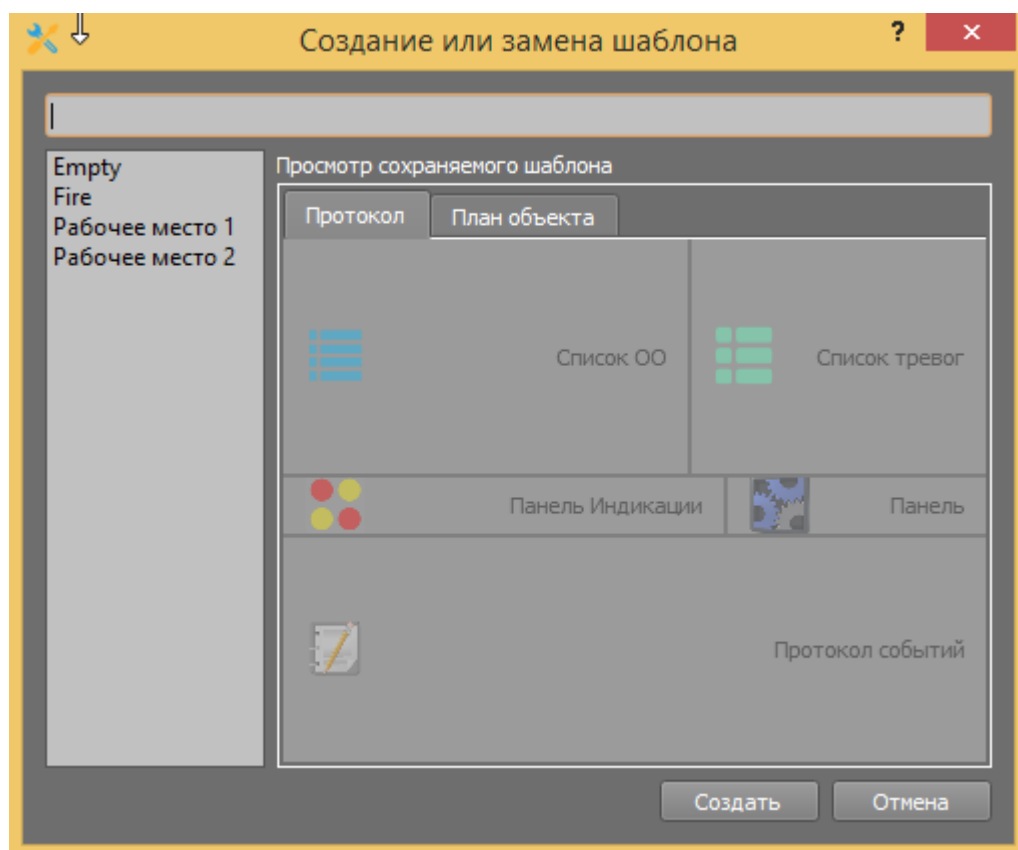 Создание или замена шаблона
?
Просмотр сохраняемого шаблона
Empty
Fire
Рабочее место 1
Рабочее место 2
Протокол План объекта
Список ОО Список тревог
Панель Индикации Панель
Протокол событий
Создать Отмена